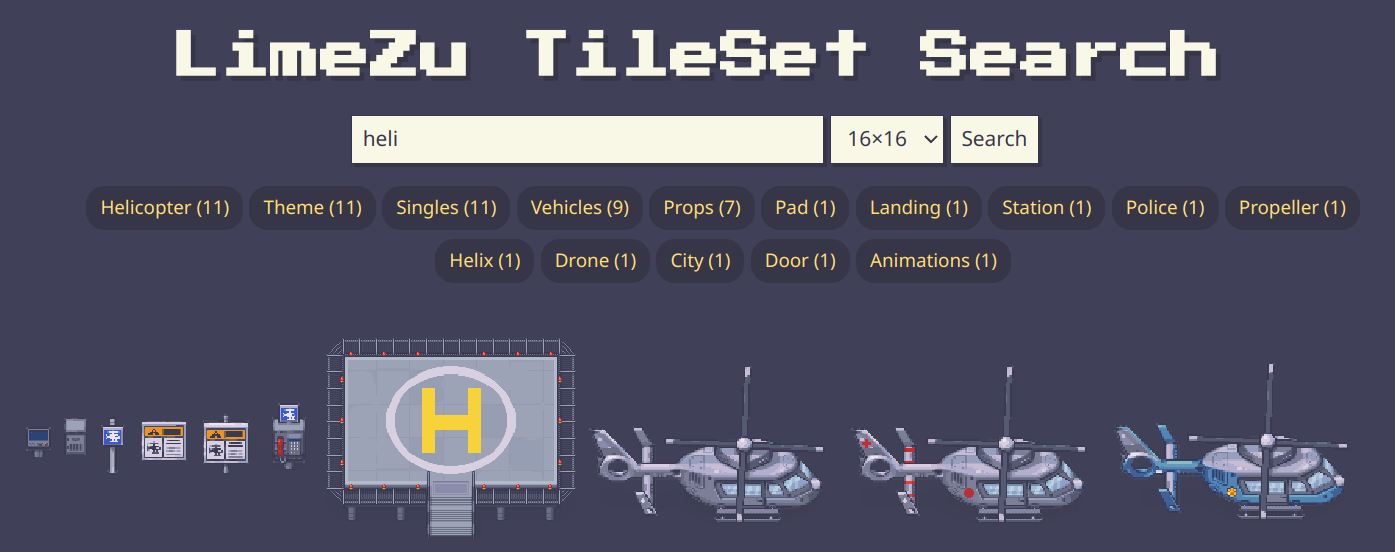 LimeZu TileSet Search
heli 16×16 Search
Helicopter (11) Theme (11) Singles (11) Vehicles (9) Props (7) Pad (1) Landing (1) Station (1) Police (1) Propeller (1)
Helix (1) Drone (1) City (1) Door (1) Animations (1)
H